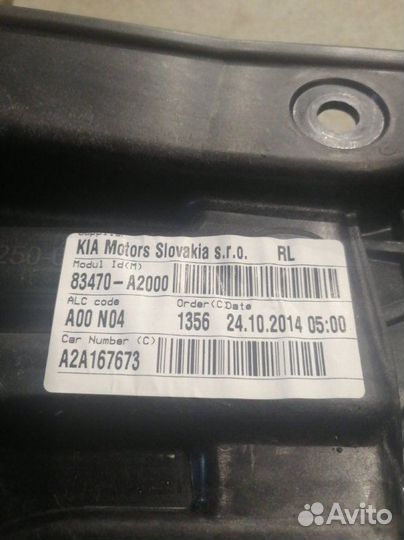 Supplier
KIA Motors Slovakia s.r.o. RL
Modul Id(M)
83470-A2000
ALC code Order(C) Date
A00 N04 1356 24.10.2014 05:00
Car Number (C)
A2A167673
Avito